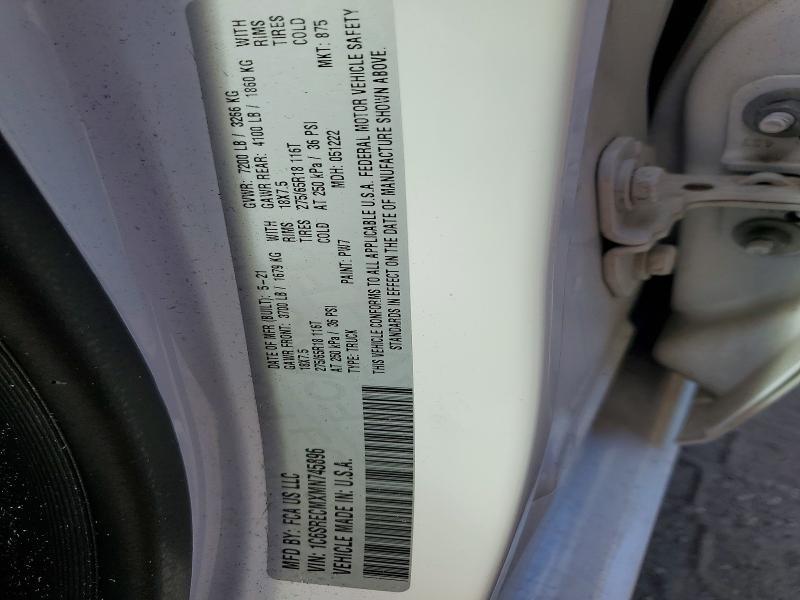 MFD BY: FCA US LLC
DATE OF MFR (BUILT): 5-21
GVWR: 7200 LB / 3266 KG
GAWR FRONT: 3700 LB / 1679 KG WITH
GAWR REAR: 4100 LB / 1860 KG WITH
18X7.5 RIMS
18X7.5 RIMS
275/65R18 116T TIRES
275/65R18 116T TIRES
AT 250 kPa / 36 PSI COLD
AT 250 kPa / 36 PSI COLD
VIN: 1C6SRECMXMN745896
TYPE: TRUCK PAINT: PW7 MDH: 051222 MKT: 875
VEHICLE MADE IN: U.S.A.
THIS VEHICLE CONFORMS TO ALL APPLICABLE U.S.A. FEDERAL MOTOR VEHICLE SAFETY
STANDARDS IN EFFECT ON THE DATE OF MANUFACTURE SHOWN ABOVE.